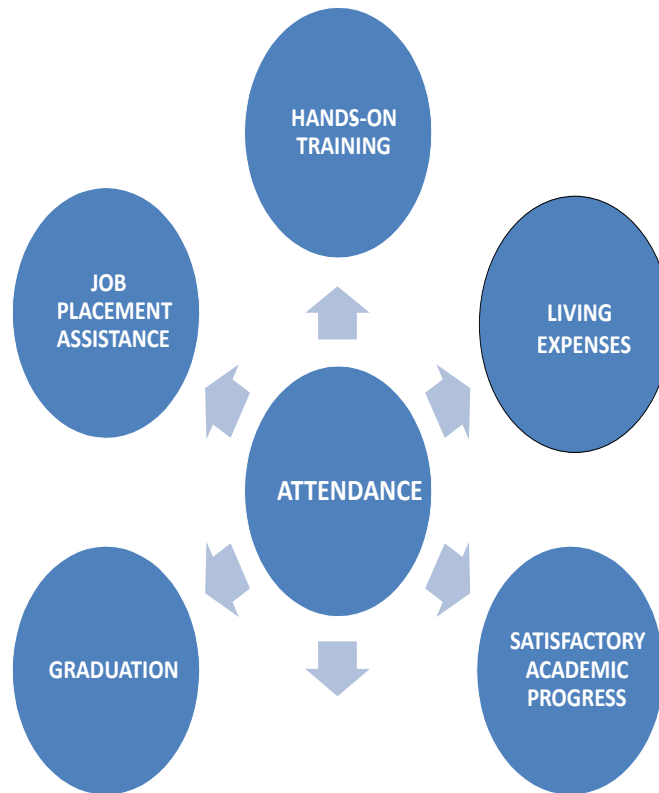 HANDS-ON
TRAINING
JOB
PLACEMENT
ASSISTANCE
LIVING
EXPENSES
ATTENDANCE
GRADUATION
SATISFACTORY
ACADEMIC
PROGRESS